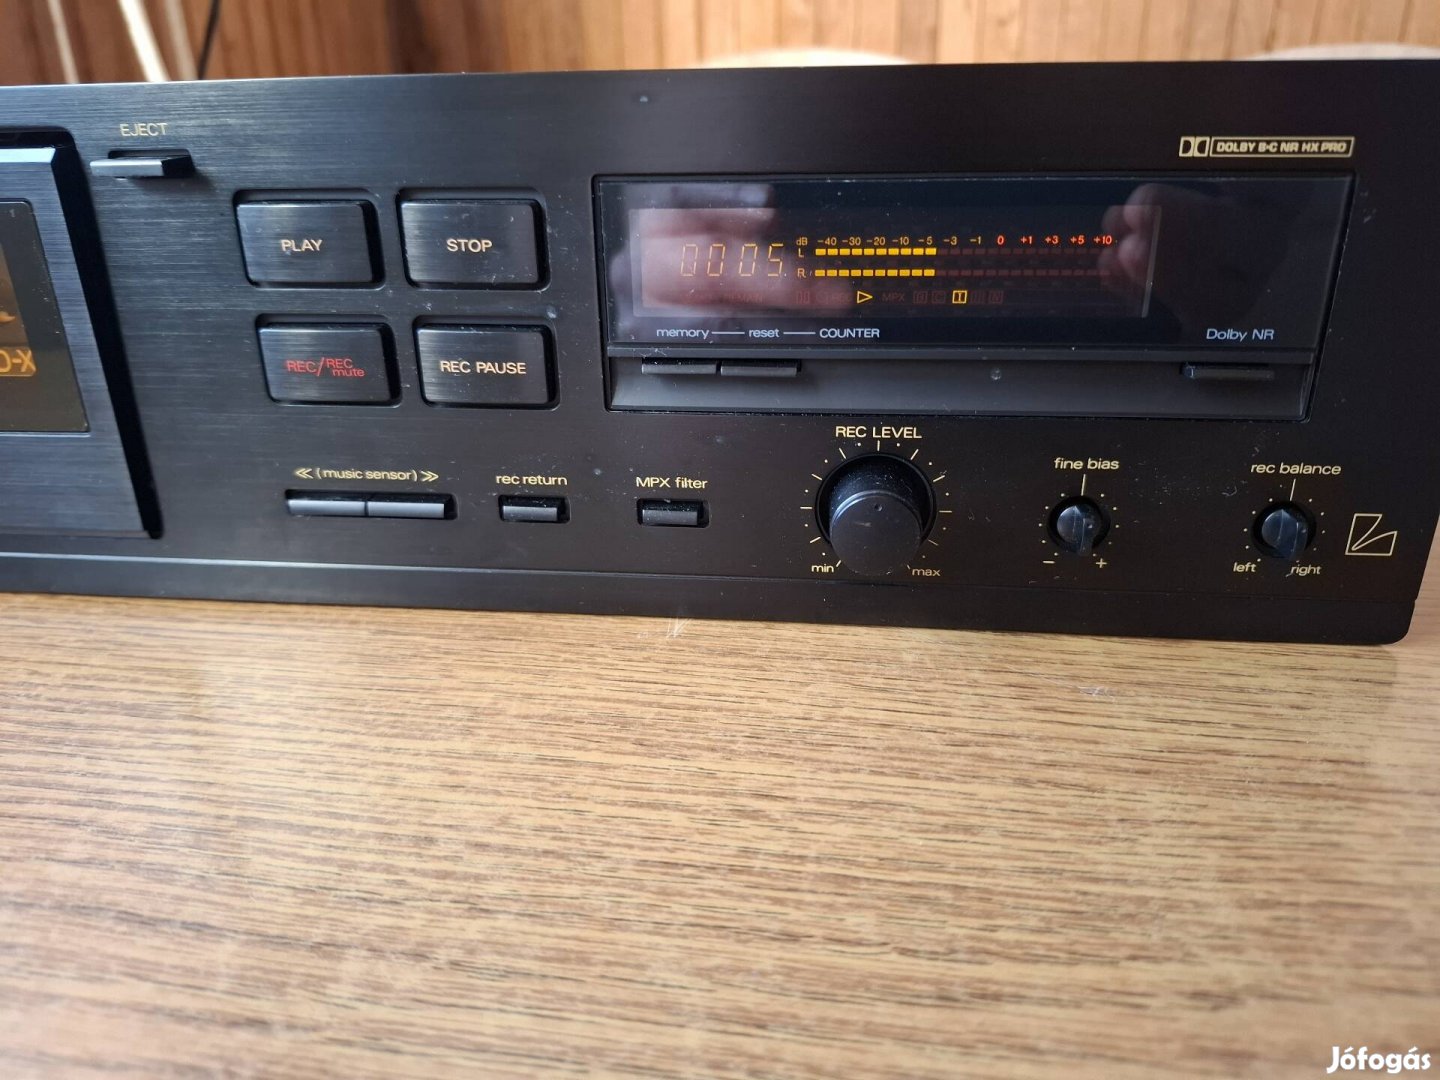 EJECT
DOLBY B·C NR HX PRO
PLAY
STOP
dB -40 -30 -20 -10 -5 -3 -1 0 +1 +3 +5 +10
L
0005
R
REC MPX B C I
memory reset COUNTER
Dolby NR
REC/REC mute
REC PAUSE
D-X
REC LEVEL
min
max
fine bias
- +
rec balance
left right
≪ (music sensor) ≫
rec return
MPX filter
Jófogás